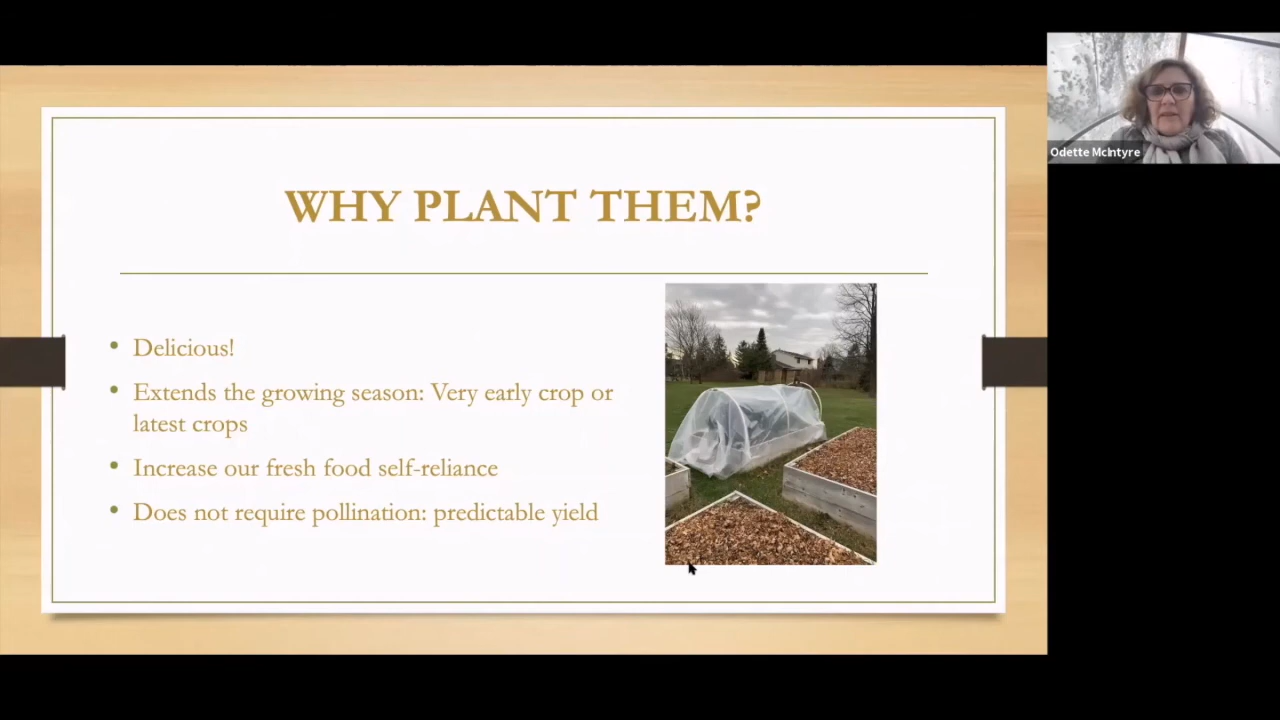 WHY PLANT THEM?
Delicious!
Extends the growing season: Very early crop or
latest crops
Increase our fresh food self-reliance
Does not require pollination: predictable yield
Odette McIntyre